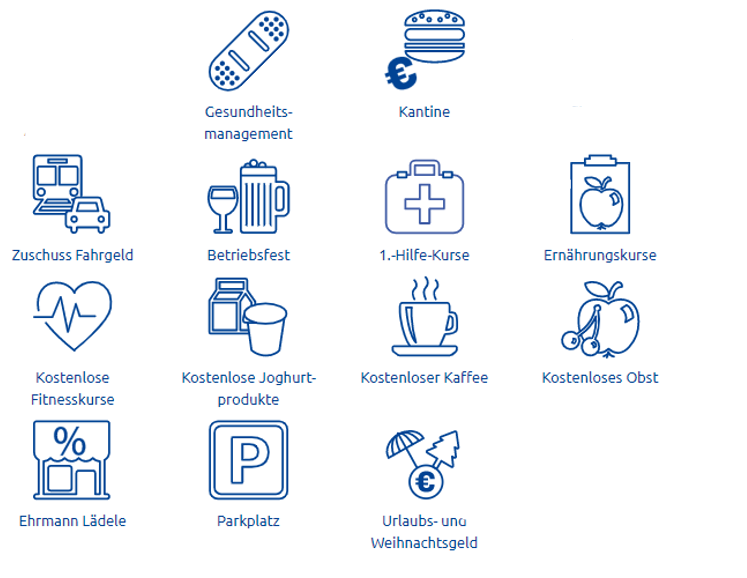 €
Gesundheits-
management
Kantine
Zuschuss Fahrgeld
Betriebsfest
1.-Hilfe-Kurse
Ernährungskurse
Kostenlose
Fitnesskurse
Kostenlose Joghurt-
produkte
Kostenloser Kaffee
Kostenloses Obst
%
P
€
Ehrmann Lädele
Parkplatz
Urlaubs- und
Weihnachtsgeld